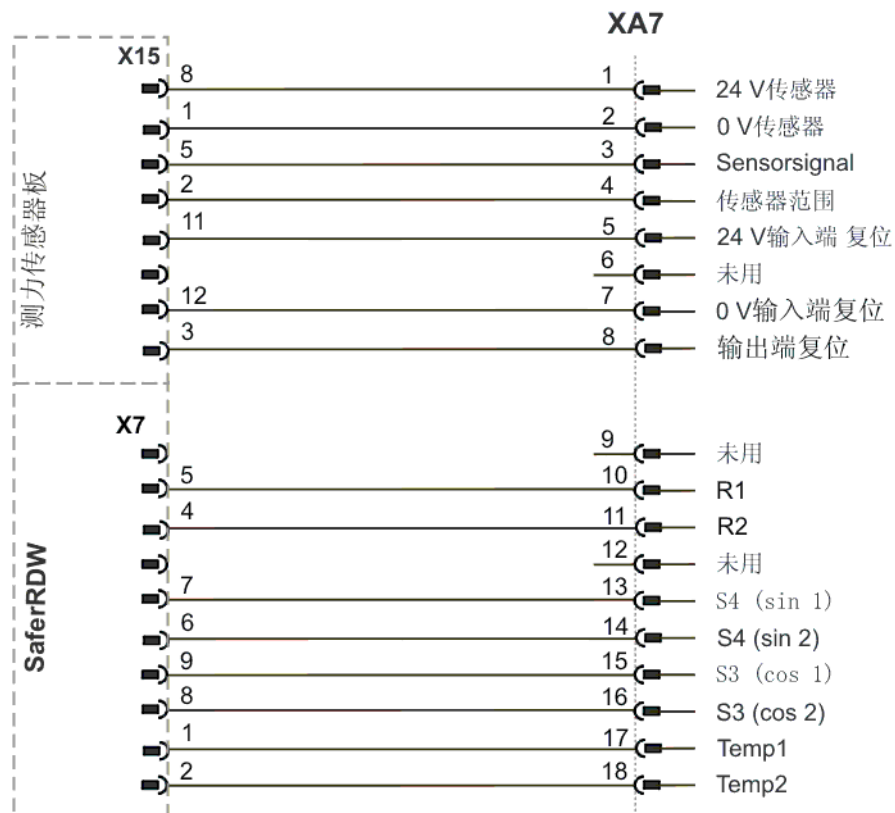 XA7
X15
8 1 24 V传感器
1 2 0 V传感器
5 3 Sensorsignal
2 4 传感器范围
11 5 24 V输入端 复位
6 未用
12 7 0 V输入端复位
3 8 输出端复位
测力传感器板
X7
9 未用
5 10 R1
4 11 R2
12 未用
7 13 S4 (sin 1)
6 14 S4 (sin 2)
9 15 S3 (cos 1)
8 16 S3 (cos 2)
1 17 Temp1
2 18 Temp2
SaferRDW